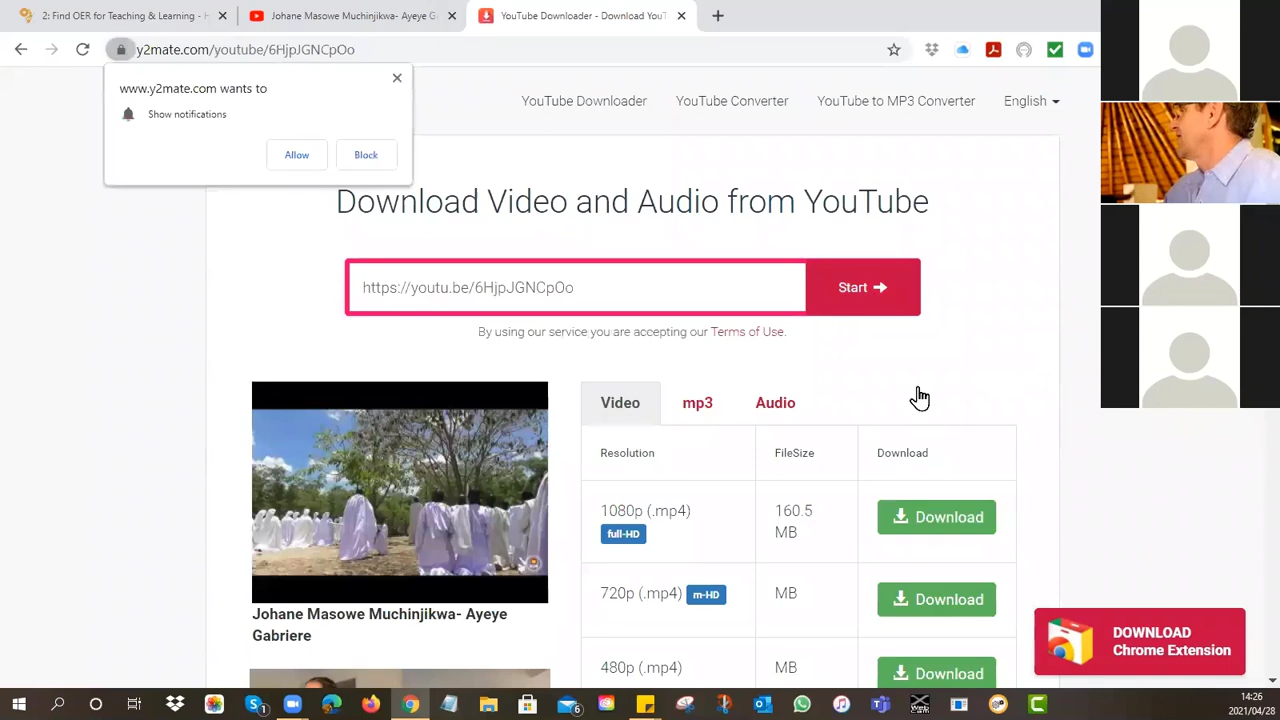 2: Find OER for Teaching & Learning - H
Johane Masowe Muchinjikwa- Ayeye G
YouTube Downloader - Download YouT
y2mate.com/youtube/6HjpJGNCpOo
www.y2mate.com wants to
Show notifications
Allow
Block
YouTube Downloader
YouTube Converter
YouTube to MP3 Converter
English
Download Video and Audio from YouTube
https://youtu.be/6HjpJGNCpOo
Start
By using our service you are accepting our Terms of Use.
Johane Masowe Muchinjikwa- Ayeye
Gabriere
Video
mp3
Audio
Resolution
FileSize
Download
1080p (.mp4)
full-HD
160.5
MB
Download
720p (.mp4)
m-HD
MB
Download
480p (.mp4)
MB
Download
DOWNLOAD
Chrome Extension
14:26
2021/04/28